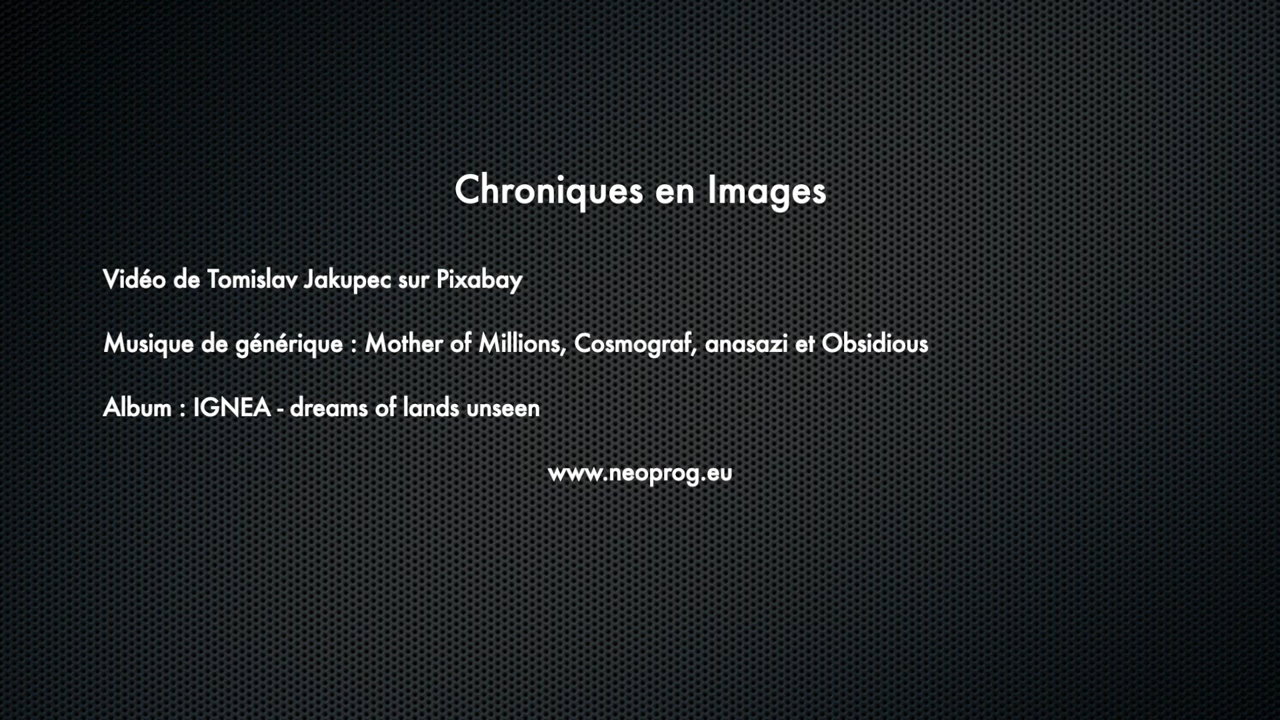 Chroniques en Images
Vidéo de Tomislav Jakupec sur Pixabay
Musique de générique : Mother of Millions, Cosmograf, anasazi et Obsidious
Album : IGNEA - dreams of lands unseen
www.neoprog.eu